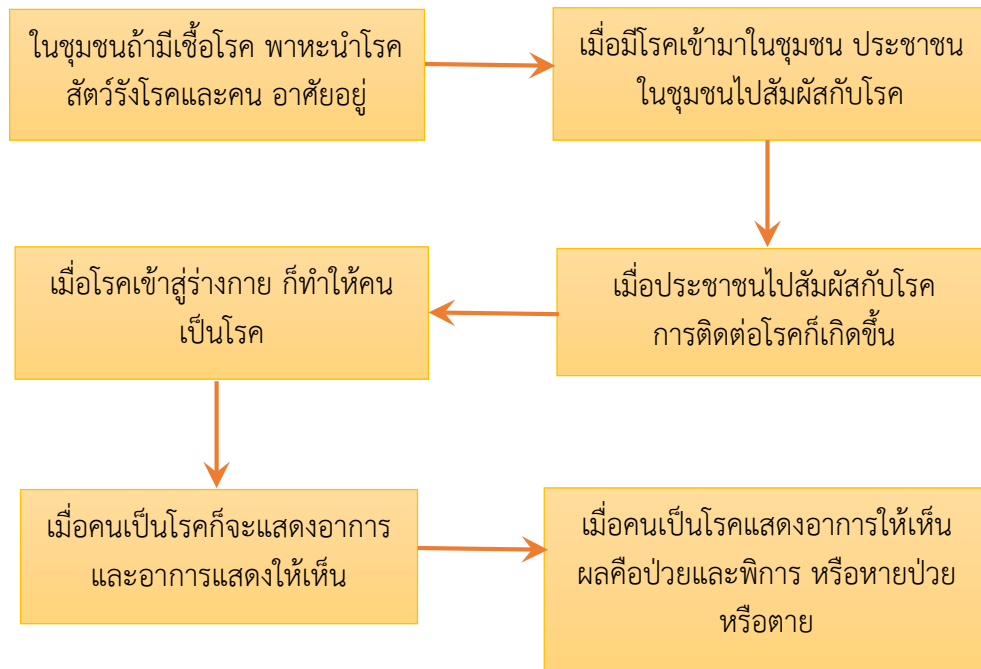 ในชุมชนถ้ามีเชื้อโรค พาหะนำโรค
สัตว์รังโรคและคน อาศัยอยู่
เมื่อมีโรคเข้ามาในชุมชน ประชาชน
ในชุมชนไปสัมผัสกับโรค
เมื่อประชาชนไปสัมผัสกับโรค
การติดต่อโรคก็เกิดขึ้น
เมื่อโรคเข้าสู่ร่างกาย ก็ทำให้คน
เป็นโรค
เมื่อคนเป็นโรคก็จะแสดงอาการ
และอาการแสดงให้เห็น
เมื่อคนเป็นโรคแสดงอาการให้เห็น
ผลคือป่วยและพิการ หรือหายป่วย
หรือตาย